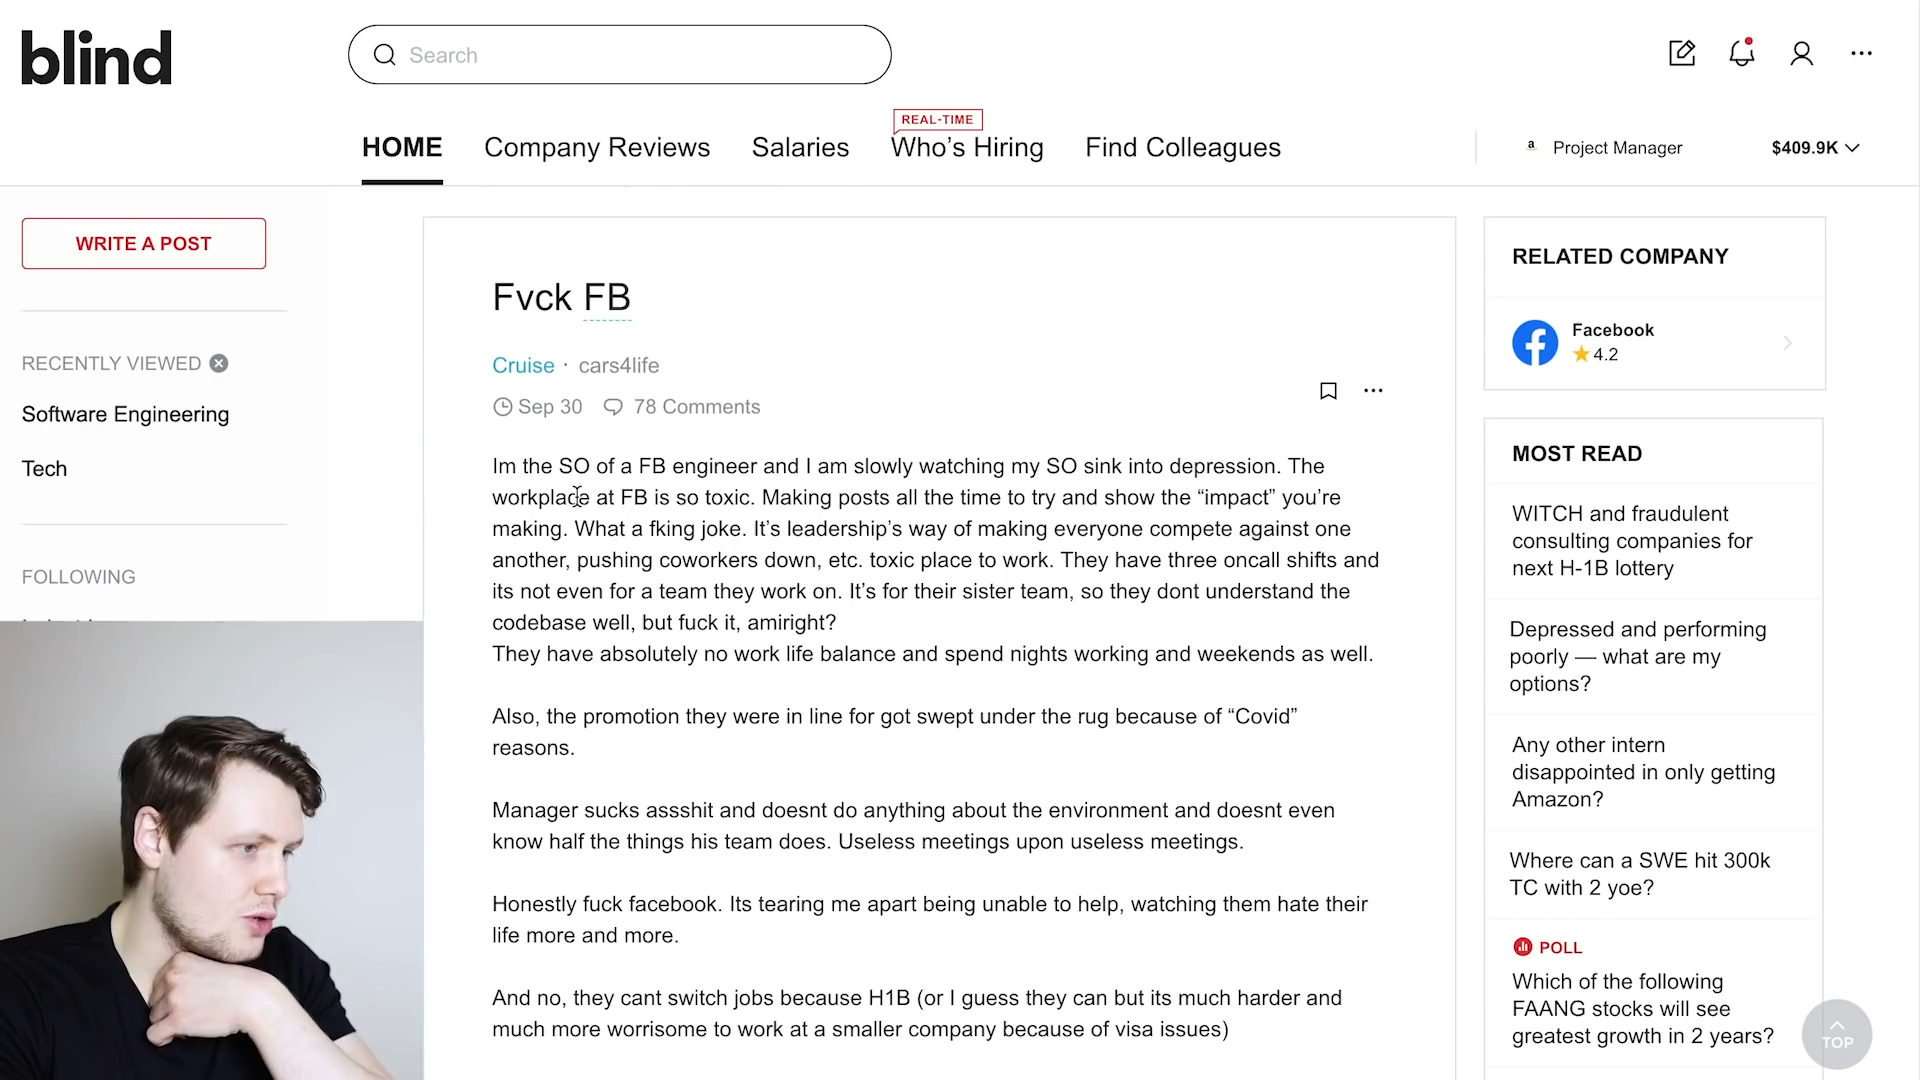 blind
Search
REAL-TIME
HOME
Company Reviews
Salaries
Who's Hiring
Find Colleagues
a
Project Manager
$409.9K
WRITE A POST
RECENTLY VIEWED
Software Engineering
Tech
FOLLOWING
Fvck FB
Cruise · cars4life
Sep 30
78 Comments
Im the SO of a FB engineer and I am slowly watching my SO sink into depression. The
workplace at FB is so toxic. Making posts all the time to try and show the “impact” you’re
making. What a fking joke. It’s leadership’s way of making everyone compete against one
another, pushing coworkers down, etc. toxic place to work. They have three oncall shifts and
its not even for a team they work on. It’s for their sister team, so they dont understand the
codebase well, but fuck it, amiright?
They have absolutely no work life balance and spend nights working and weekends as well.
Also, the promotion they were in line for got swept under the rug because of “Covid”
reasons.
Manager sucks assshit and doesnt do anything about the environment and doesnt even
know half the things his team does. Useless meetings upon useless meetings.
Honestly fuck facebook. Its tearing me apart being unable to help, watching them hate their
life more and more.
And no, they cant switch jobs because H1B (or I guess they can but its much harder and
much more worrisome to work at a smaller company because of visa issues)
RELATED COMPANY
Facebook
4.2
MOST READ
WITCH and fraudulent
consulting companies for
next H-1B lottery
Depressed and performing
poorly — what are my
options?
Any other intern
disappointed in only getting
Amazon?
Where can a SWE hit 300k
TC with 2 yoe?
POLL
Which of the following
FAANG stocks will see
greatest growth in 2 years?
TOP